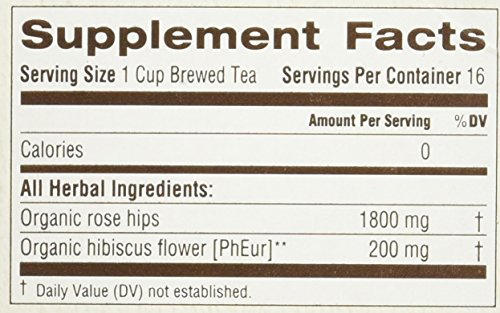 Supplement Facts
Serving Size 1 Cup Brewed Tea Servings Per Container 16
Amount Per Serving %DV
Calories 0
All Herbal Ingredients:
Organic rose hips 1800 mg †
Organic hibiscus flower [PhEur]** 200 mg †
† Daily Value (DV) not established.